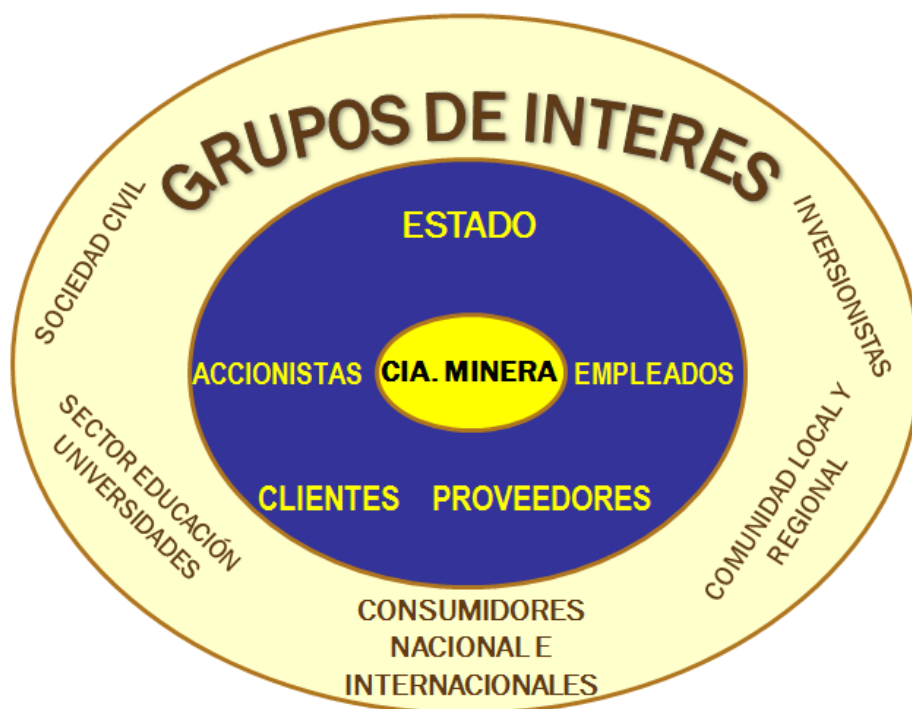 GRUPOS DE INTERES
SOCIEDAD CIVIL
INVERSIONISTAS
ESTADO
ACCIONISTAS
CIA. MINERA
EMPLEADOS
SECTOR EDUCACIÓN
UNIVERSIDADES
COMUNIDAD LOCAL Y
REGIONAL
CLIENTES
PROVEEDORES
CONSUMIDORES
NACIONAL E
INTERNACIONALES